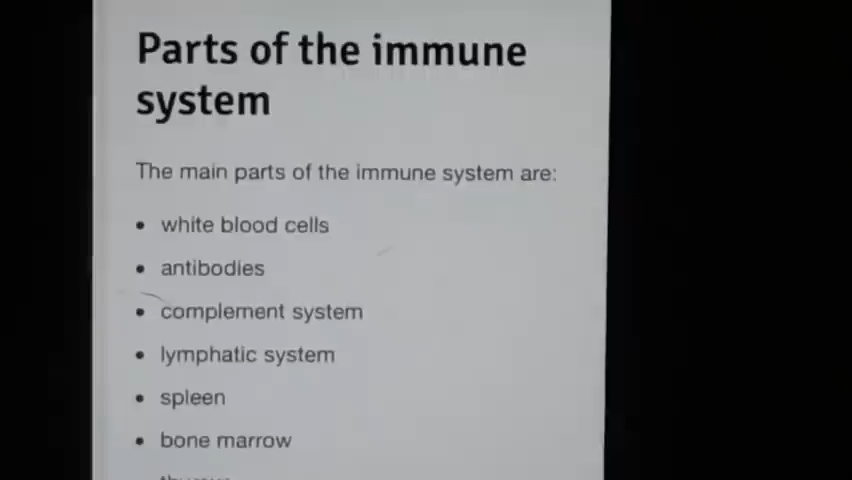 Parts of the immune
system
The main parts of the immune system are:
• white blood cells
• antibodies
• complement system
• lymphatic system
• spleen
• bone marrow